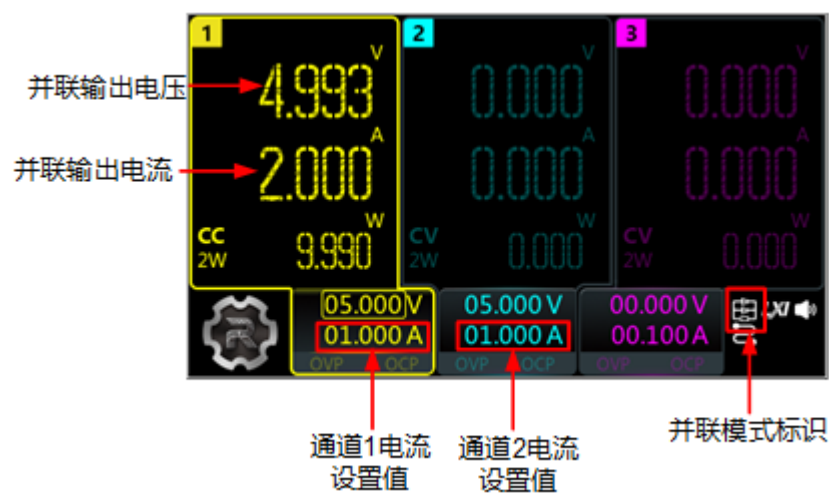 1
2
3
并联输出电压
4.993 V
0.000 V
0.000 V
并联输出电流
2.000 A
0.000 A
0.000 A
CC
2W
9.990 W
CV
2W
0.000 W
CV
2W
0.000 W
05.000 V
05.000 V
00.000 V
01.000 A
01.000 A
00.100 A
OVP OCP
OVP OCP
OVP OCP
LXI
通道1电流
设置值
通道2电流
设置值
并联模式标识